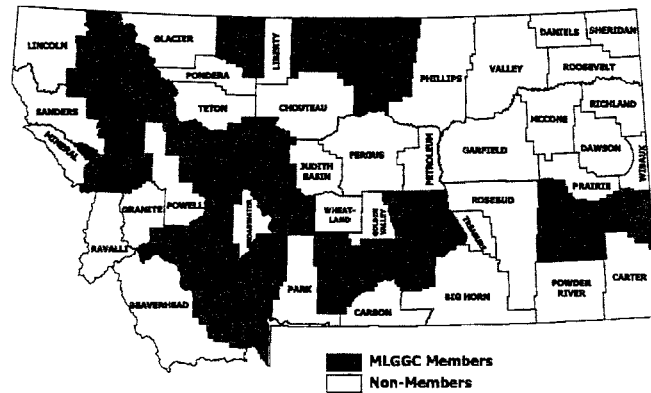 LINCOLN
GLACIER
LIBERTY
DANIELS
SHERIDAN
PONDERA
PHILLIPS
VALLEY
ROOSEVELT
SANDERS
TETON
CHOUTEAU
RICHLAND
MCCONE
MINERAL
JUDITH
BASIN
FERGUS
PETROLEUM
GARFIELD
DAWSON
WIBAUX
PRAIRIE
GRANITE
POWELL
WHEAT-
LAND
GOLDEN
VALLEY
ROSEBUD
TREASURE
RAVALLI
BEAVERHEAD
PARK
CARBON
BIG HORN
POWDER
RIVER
CARTER
MLGGC Members
Non-Members